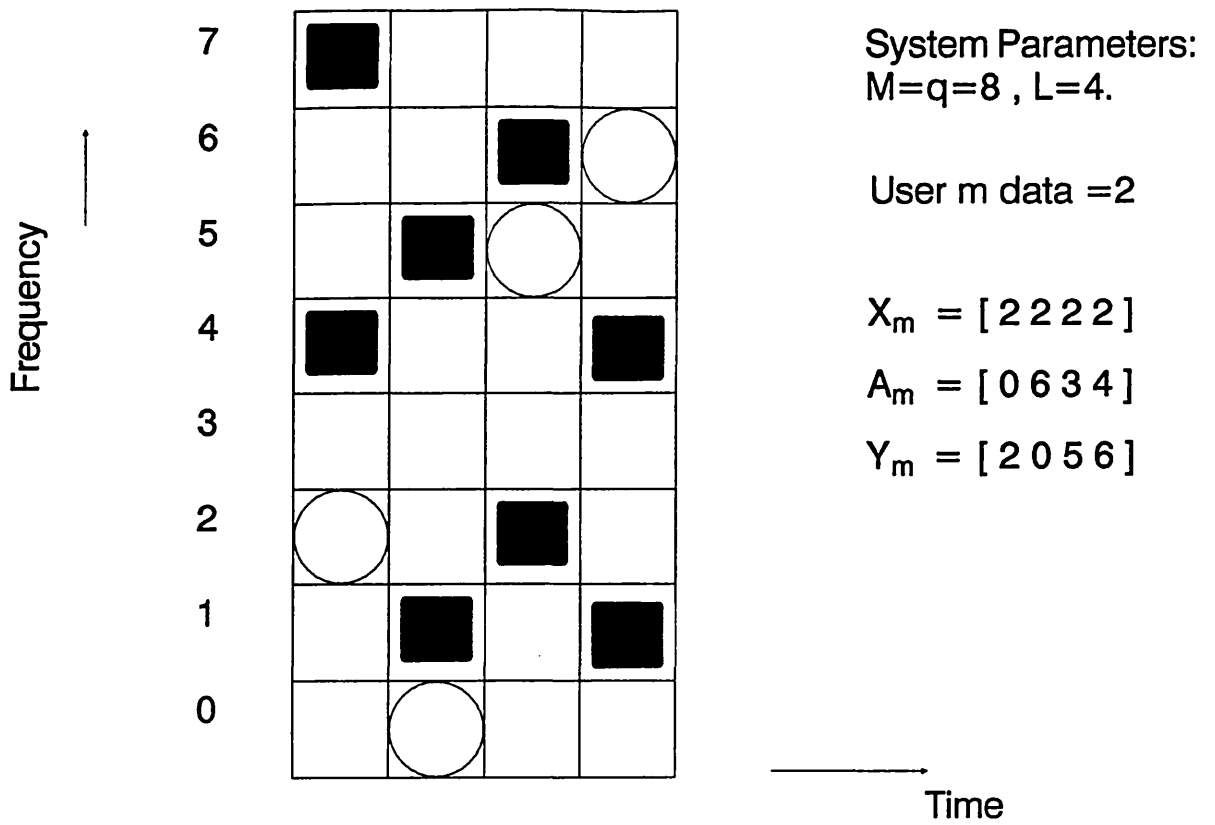 7
6
5
4
3
2
1
0
Frequency
Time
System Parameters:
M=q=8 , L=4.
User m data =2
Xm = [ 2 2 2 2 ]
Am = [ 0 6 3 4 ]
Ym = [ 2 0 5 6 ]